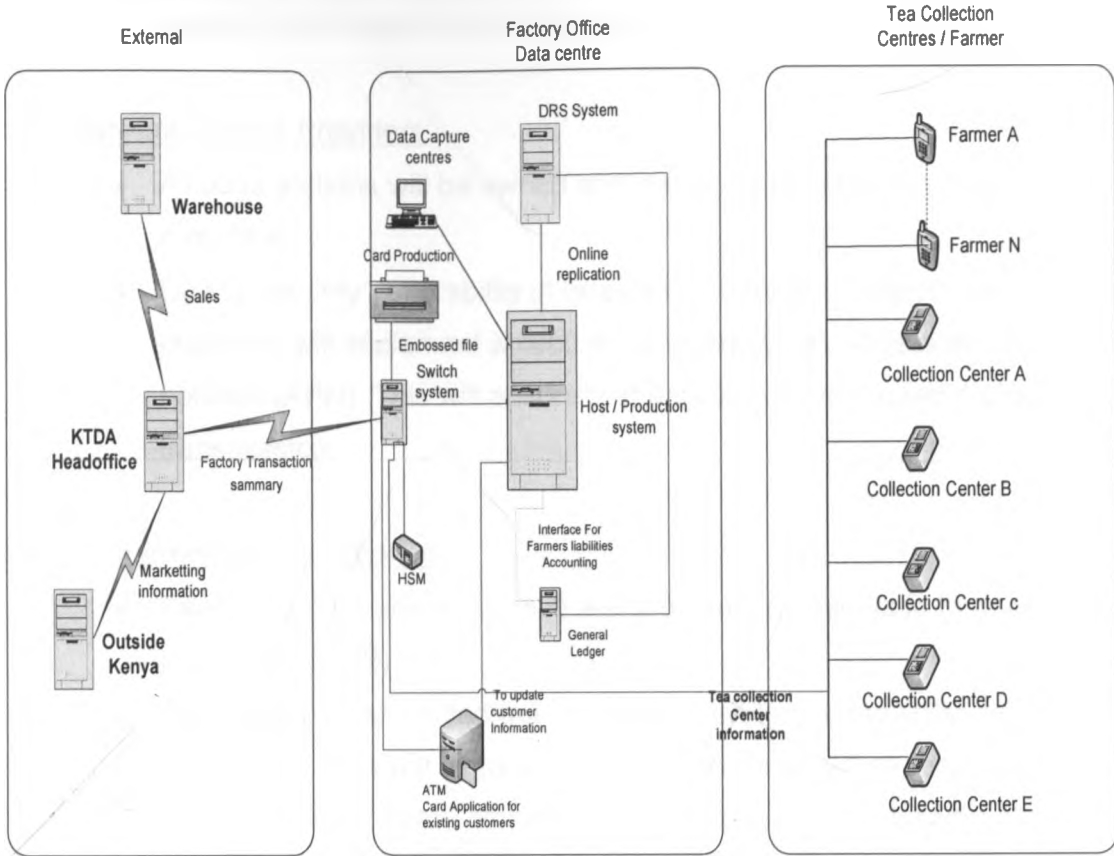 External
Factory Office
Data centre
Tea Collection
Centres / Farmer
Warehouse
Sales
KTDA
Headoffice
Factory Transaction
sammary
Marketting
information
Outside
Kenya
DRS System
Data Capture
centres
Card Production
Online
replication
Embossed file
Switch
system
Host / Production
system
HSM
Interface For
Farmers liabilities
Accounting
General
Ledger
To update
customer
Information
ATM
Card Application for
existing customers
Tea collection
Center
information
Farmer A
Farmer N
Collection Center A
Collection Center B
Collection Center c
Collection Center D
Collection Center E